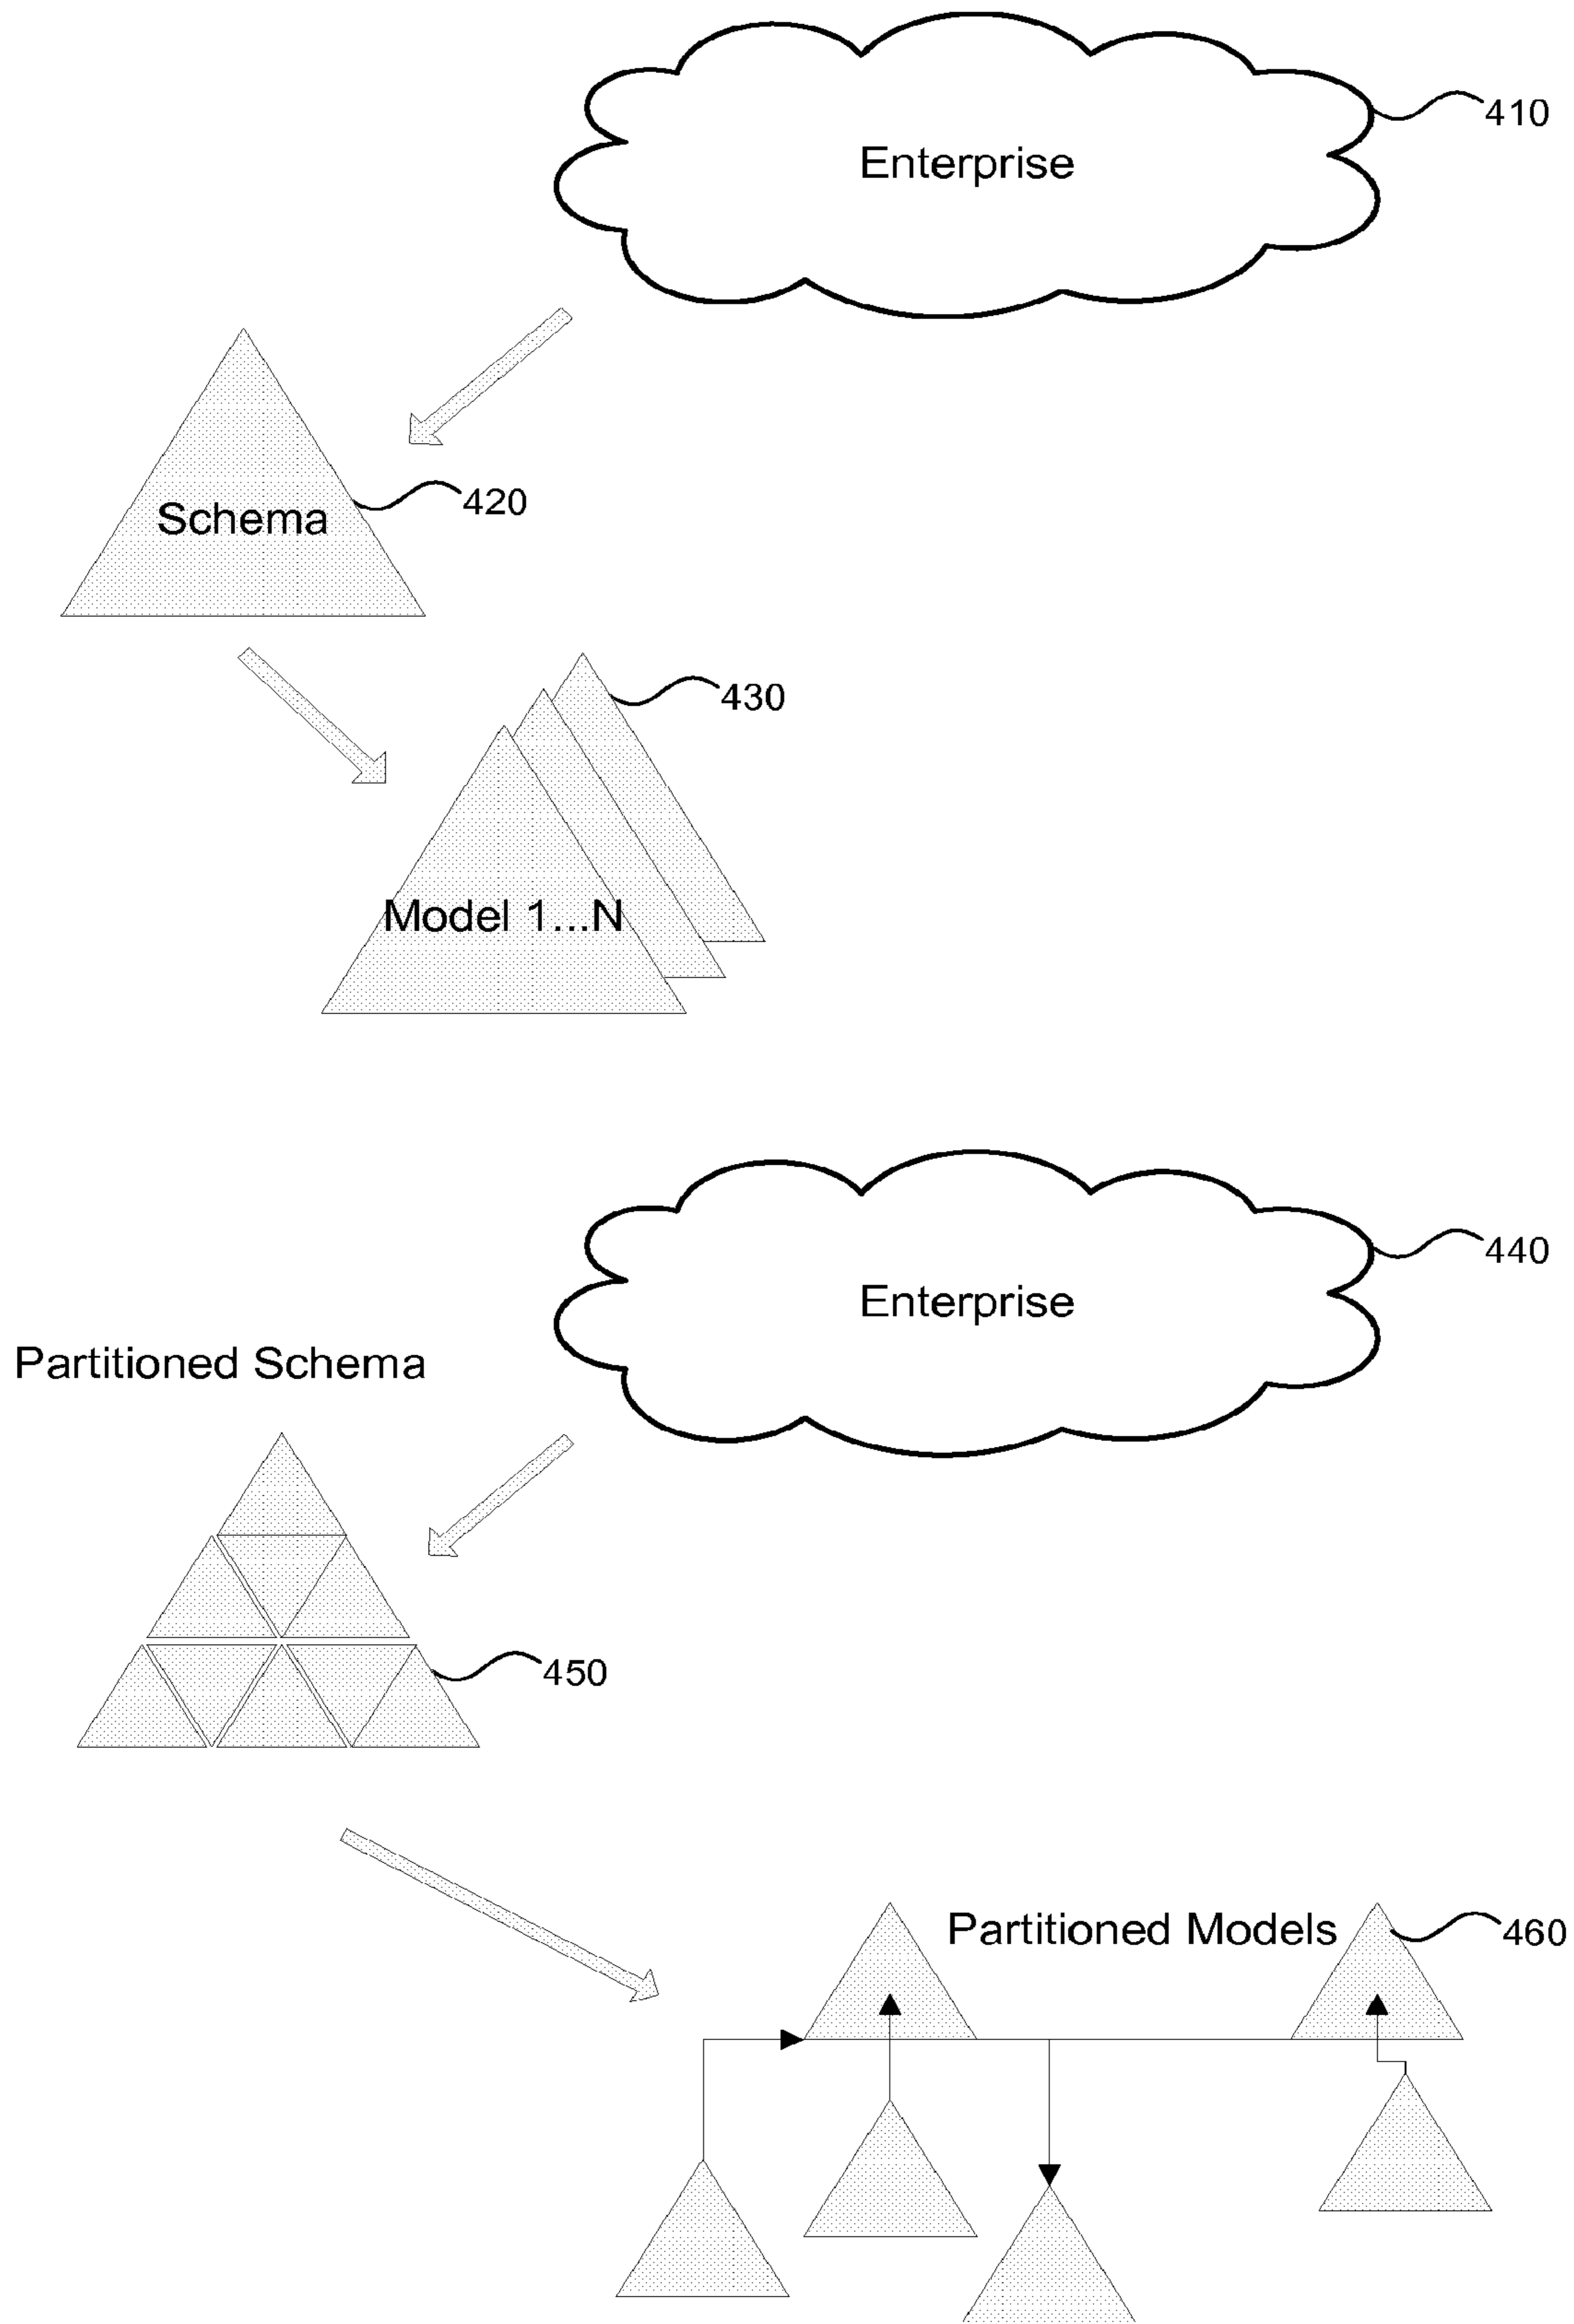 410
Enterprise
420
Schema
430
Model 1...N
440
Enterprise
Partitioned Schema
450
Partitioned Models
460